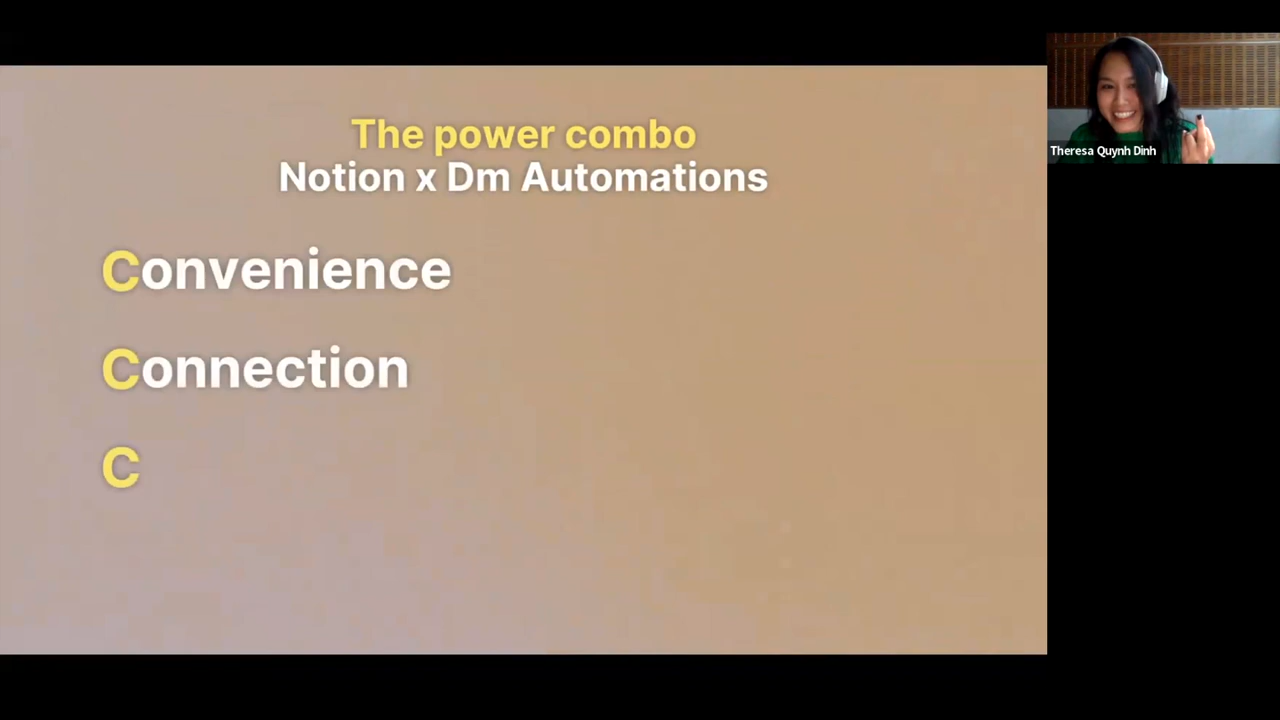 The power combo
Notion x Dm Automations
Convenience
Connection
C
Theresa Quynh Dinh